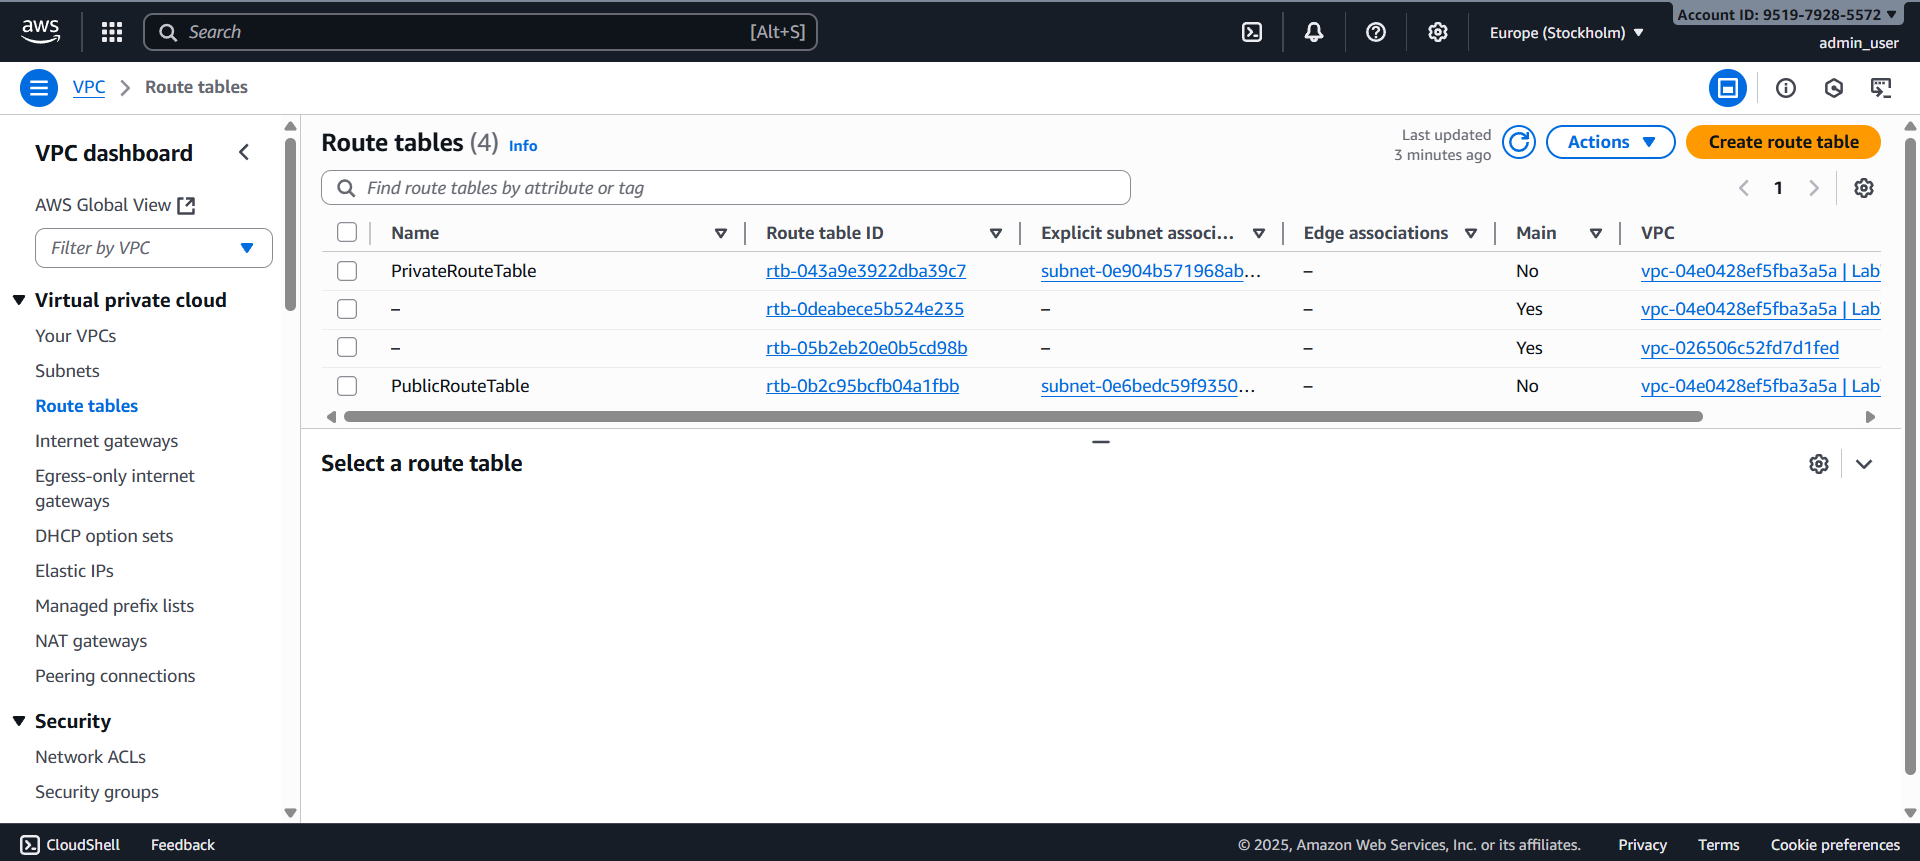 aws
Search [Alt+S]
Europe (Stockholm)
Account ID: 9519-7928-5572
admin_user
VPC > Route tables
VPC dashboard
AWS Global View
Filter by VPC
Virtual private cloud
Your VPCs
Subnets
Route tables
Internet gateways
Egress-only internet
gateways
DHCP option sets
Elastic IPs
Managed prefix lists
NAT gateways
Peering connections
Security
Network ACLs
Security groups
Route tables (4) Info
Last updated
3 minutes ago
Actions
Create route table
Find route tables by attribute or tag
1
Name Route table ID Explicit subnet associ... Edge associations Main VPC
PrivateRouteTable rtb-043a9e3922dba39c7 subnet-0e904b571968ab... – No vpc-04e0428ef5fba3a5a | Lab
– rtb-0deabece5b524e235 – – Yes vpc-04e0428ef5fba3a5a | Lab
– rtb-05b2eb20e0b5cd98b – – Yes vpc-026506c52fd7d1fed
PublicRouteTable rtb-0b2c95bcfb04a1fbb subnet-0e6bedc59f9350... – No vpc-04e0428ef5fba3a5a | Lab
Select a route table
CloudShell Feedback © 2025, Amazon Web Services, Inc. or its affiliates. Privacy Terms Cookie preferences